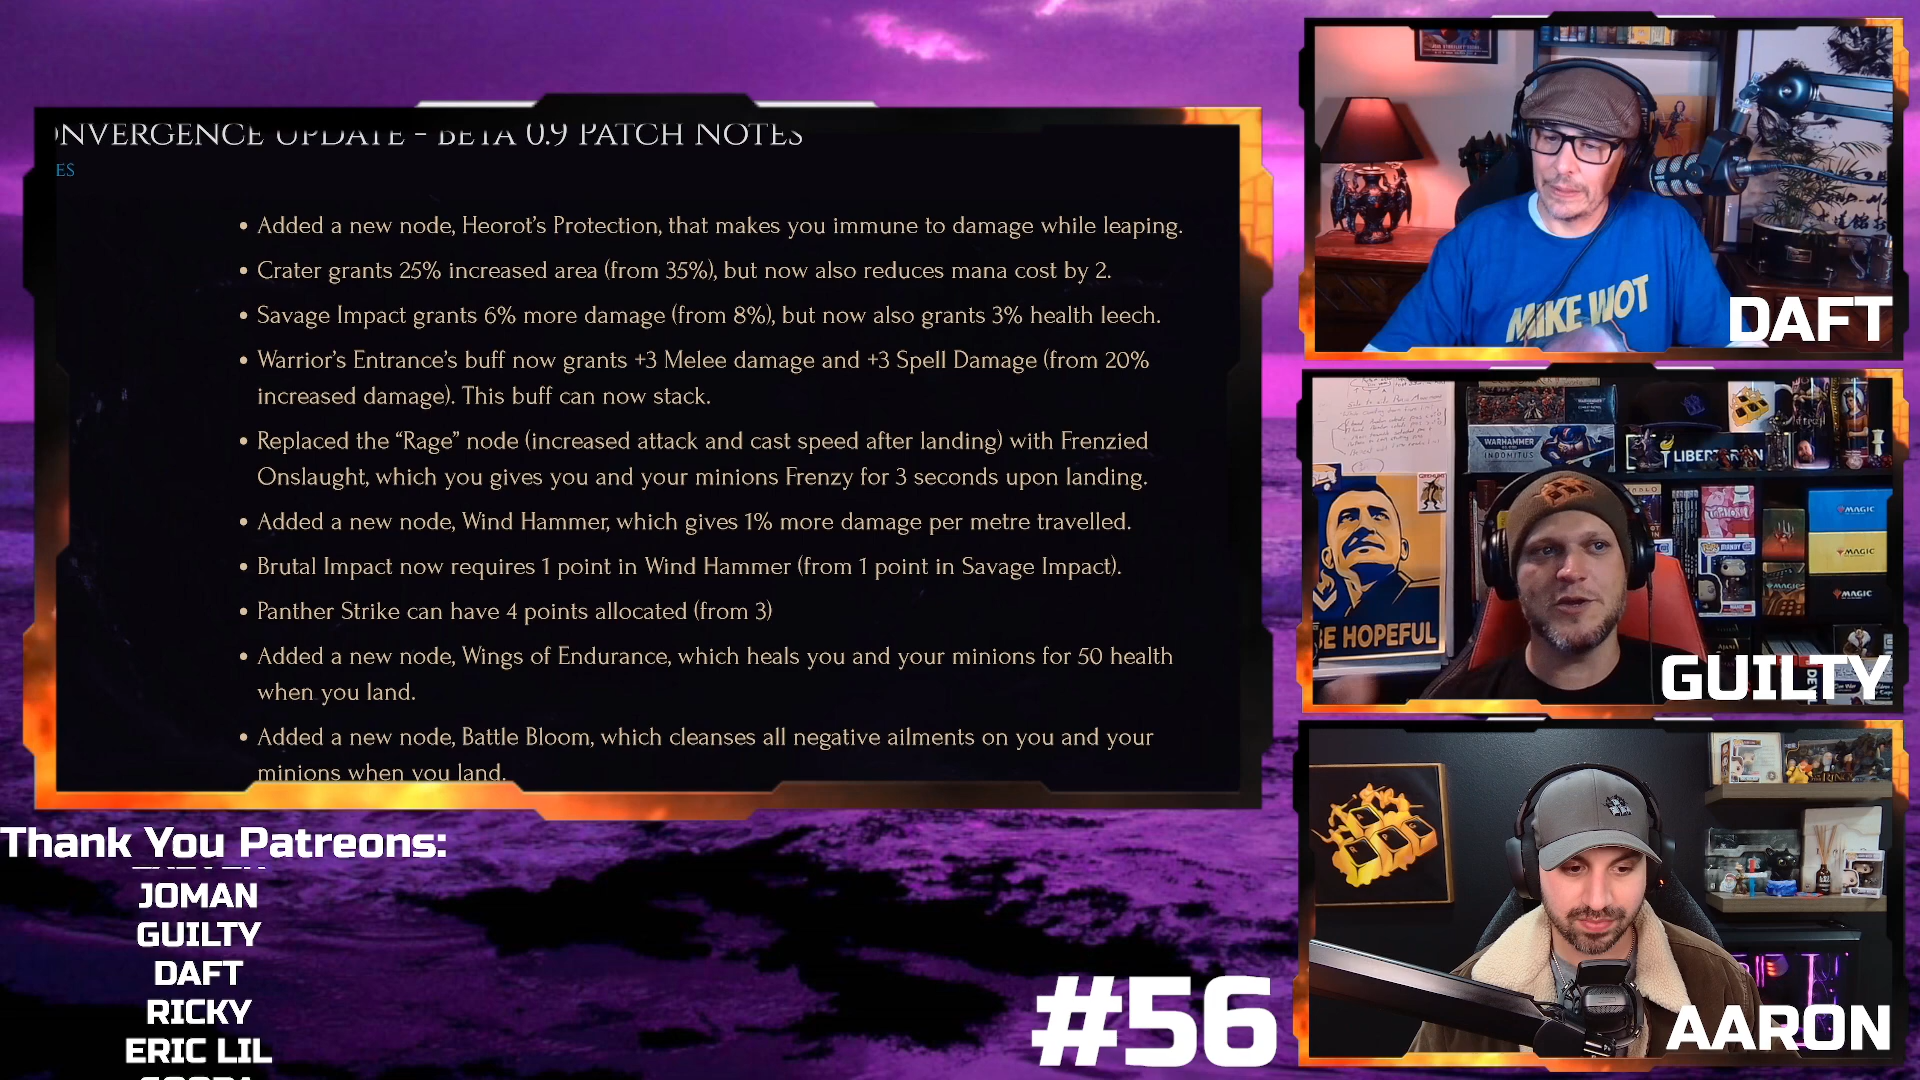 ONVERGENCE UPDATE - BETA 0.9 PATCH NOTES
ES
• Added a new node, Heorot's Protection, that makes you immune to damage while leaping.
• Crater grants 25% increased area (from 35%), but now also reduces mana cost by 2.
• Savage Impact grants 6% more damage (from 8%), but now also grants 3% health leech.
• Warrior's Entrance's buff now grants +3 Melee damage and +3 Spell Damage (from 20%
increased damage). This buff can now stack.
• Replaced the “Rage” node (increased attack and cast speed after landing) with Frenzied
Onslaught, which you gives you and your minions Frenzy for 3 seconds upon landing.
• Added a new node, Wind Hammer, which gives 1% more damage per metre travelled.
• Brutal Impact now requires 1 point in Wind Hammer (from 1 point in Savage Impact).
• Panther Strike can have 4 points allocated (from 3)
• Added a new node, Wings of Endurance, which heals you and your minions for 50 health
when you land.
• Added a new node, Battle Bloom, which cleanses all negative ailments on you and your
minions when you land.
Thank You Patreons:
JOMAN
GUILTY
DAFT
RICKY
ERIC LIL
#56
MIKE WOT
DAFT
WARHAMMER
INDOMITUS
MAGIC
MAGIC
MAGIC
MAGIC
BE HOPEFUL
GUILTY
AARON